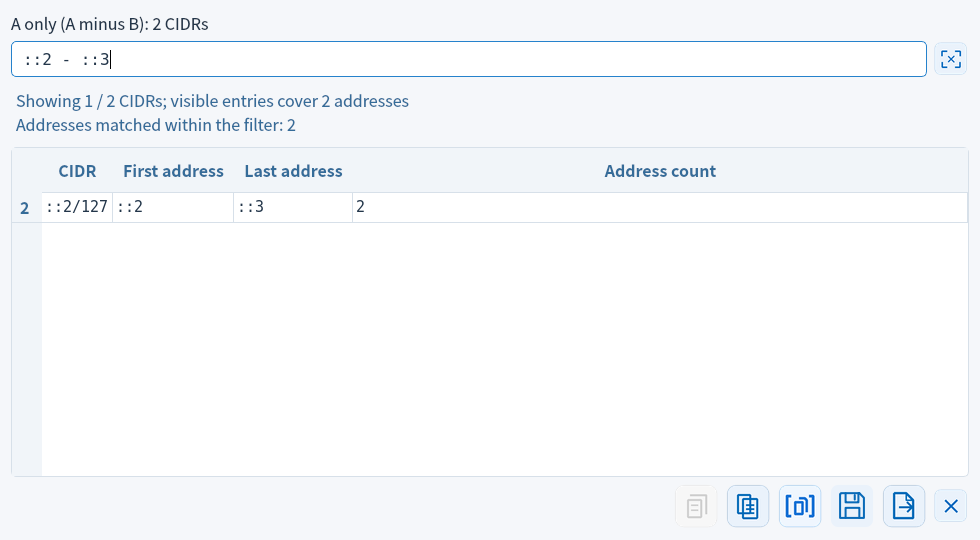 A only (A minus B): 2 CIDRs
::2 - ::3
Showing 1 / 2 CIDRs; visible entries cover 2 addresses
Addresses matched within the filter: 2
CIDR First address Last address Address count
2 ::2/127 ::2 ::3 2